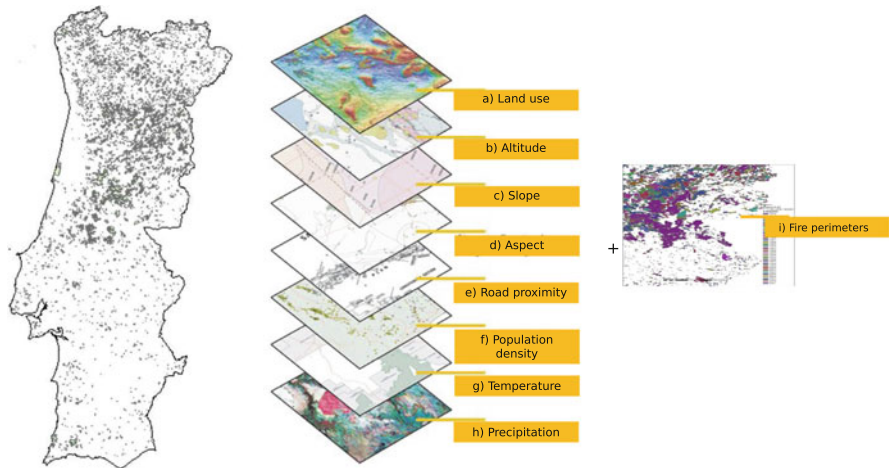 a) Land use
b) Altitude
c) Slope
d) Aspect
e) Road proximity
f) Population
density
g) Temperature
h) Precipitation
+
i) Fire perimeters